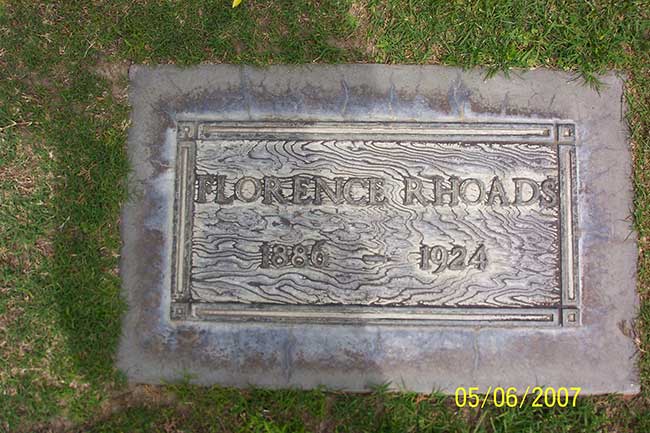 FLORENCE RHOADS
1886 - 1924
05/06/2007